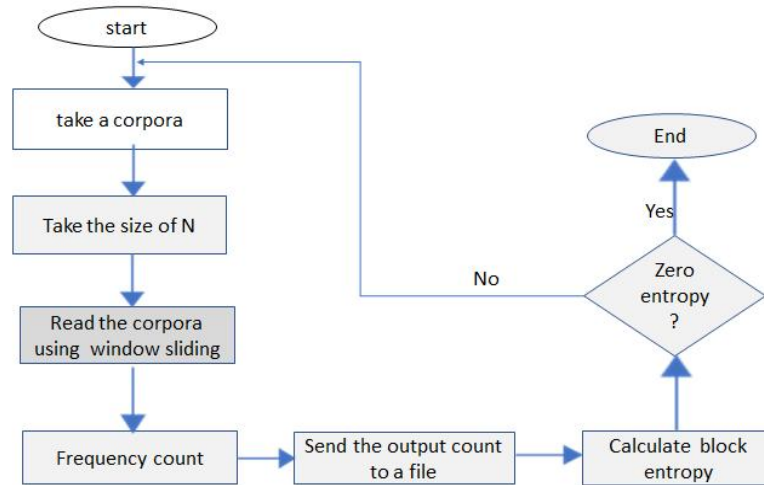 start
take a corpora
Take the size of N
Read the corpora
using window sliding
Frequency count
Send the output count
to a file
Calculate block
entropy
Zero
entropy
?
No
Yes
End